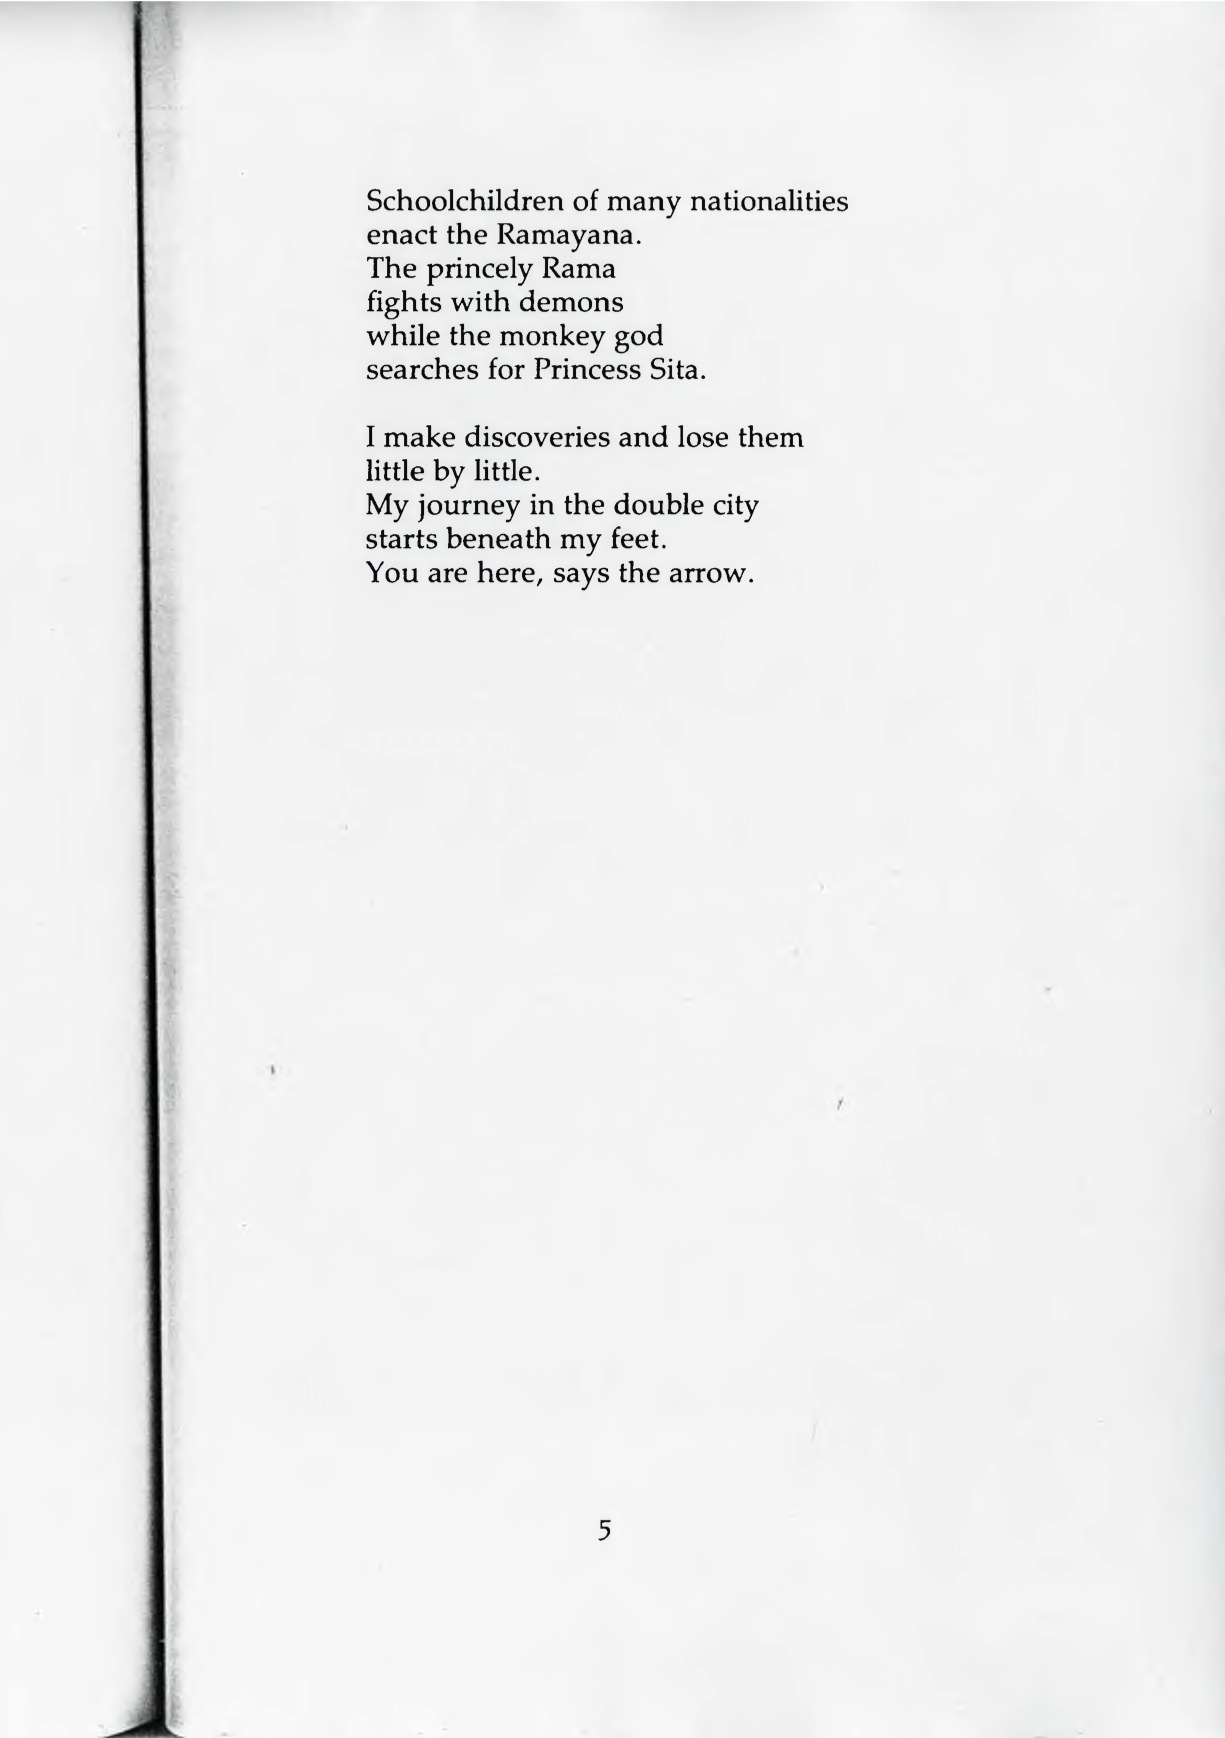 Schoolchildren of many nationalities
enact the Ramayana.
The princely Rama
fights with demons
while the monkey god
searches for Princess Sita.

I make discoveries and lose them
little by little.
My journey in the double city
starts beneath my feet.
You are here, says the arrow.

5